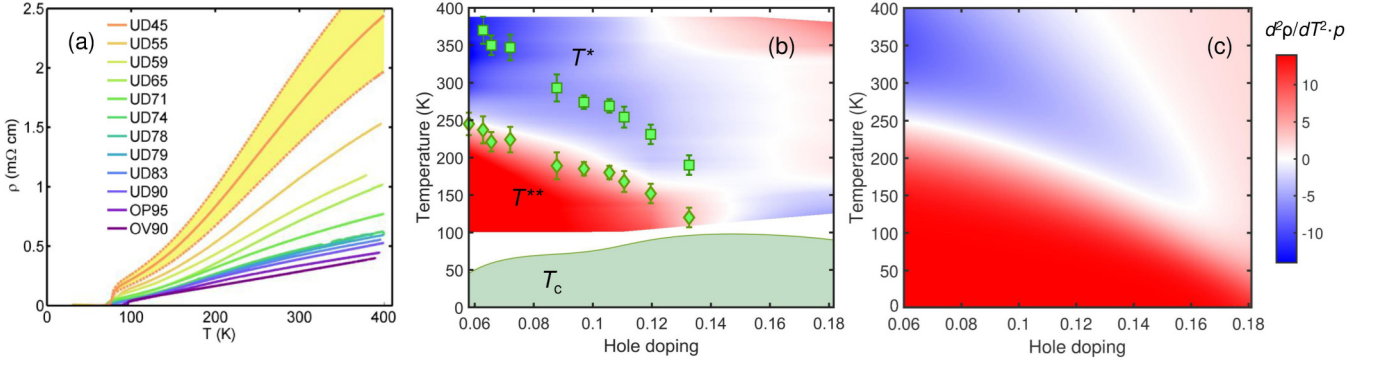 (a)
UD45
UD55
UD59
UD65
UD71
UD74
UD78
UD79
UD83
UD90
OP95
OV90
2.5
2
1.5
1
0.5
0
ρ (mΩ cm)
0
100
200
300
400
T (K)
(b)
T*
T**
Tc
400
350
300
250
200
150
100
50
0
Temperature (K)
0.06
0.08
0.1
0.12
0.14
0.16
0.181
Hole doping
(c)
400
350
300
250
200
150
100
50
0
Temperature (K)
0.06
0.08
0.1
0.12
0.14
0.16
0.181
Hole doping
d²ρ/dT²·p
10
5
0
-5
-10